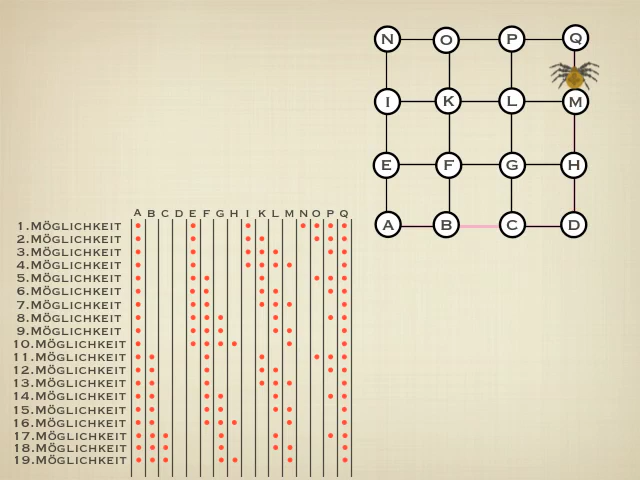 N O P Q
I K L M
E F G H
A B C D
A B C D E F G H I K L M N O P Q
1.MÖGLICHKEIT
2.MÖGLICHKEIT
3.MÖGLICHKEIT
4.MÖGLICHKEIT
5.MÖGLICHKEIT
6.MÖGLICHKEIT
7.MÖGLICHKEIT
8.MÖGLICHKEIT
9.MÖGLICHKEIT
10.MÖGLICHKEIT
11.MÖGLICHKEIT
12.MÖGLICHKEIT
13.MÖGLICHKEIT
14.MÖGLICHKEIT
15.MÖGLICHKEIT
16.MÖGLICHKEIT
17.MÖGLICHKEIT
18.MÖGLICHKEIT
19.MÖGLICHKEIT